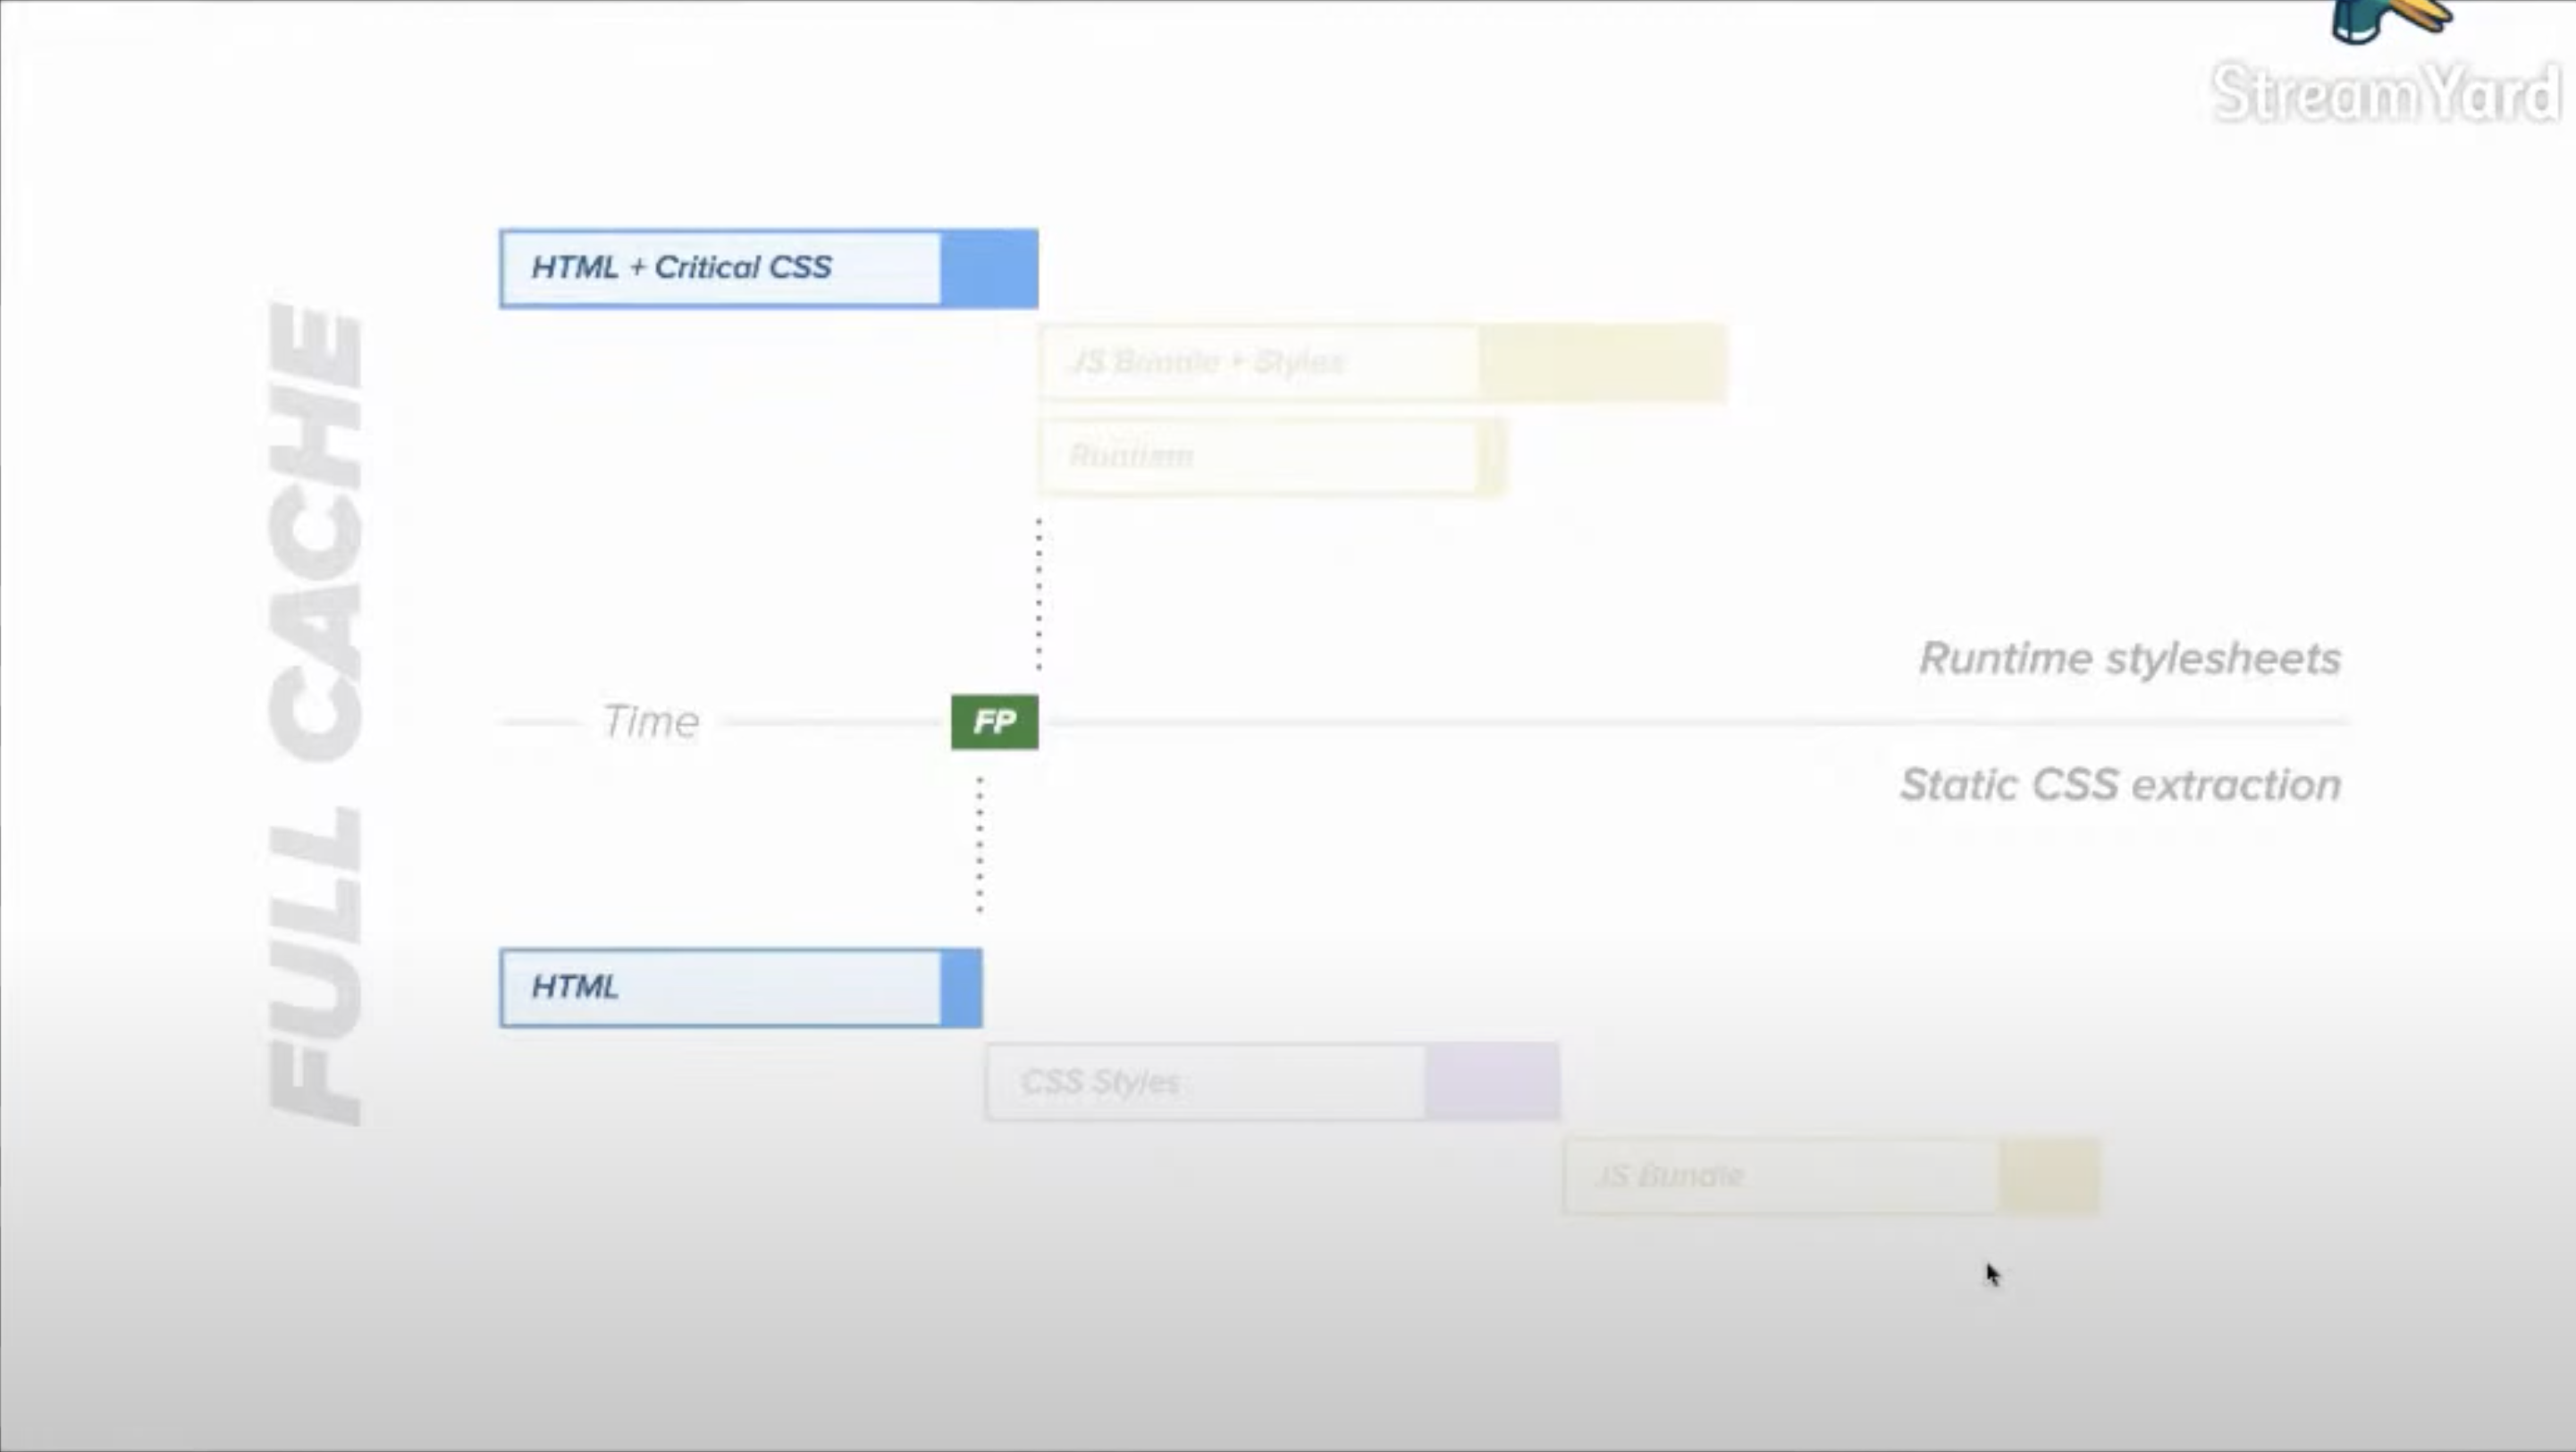 StreamYard
FULL CACHE
HTML + Critical CSS
JS Bundle + Styles
Runtime
Runtime stylesheets
Time
FP
Static CSS extraction
HTML
CSS Styles
JS Bundle